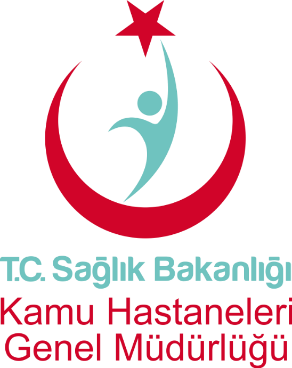 T.C. Sağlık Bakanlığı
Kamu Hastaneleri
Genel Müdürlüğü